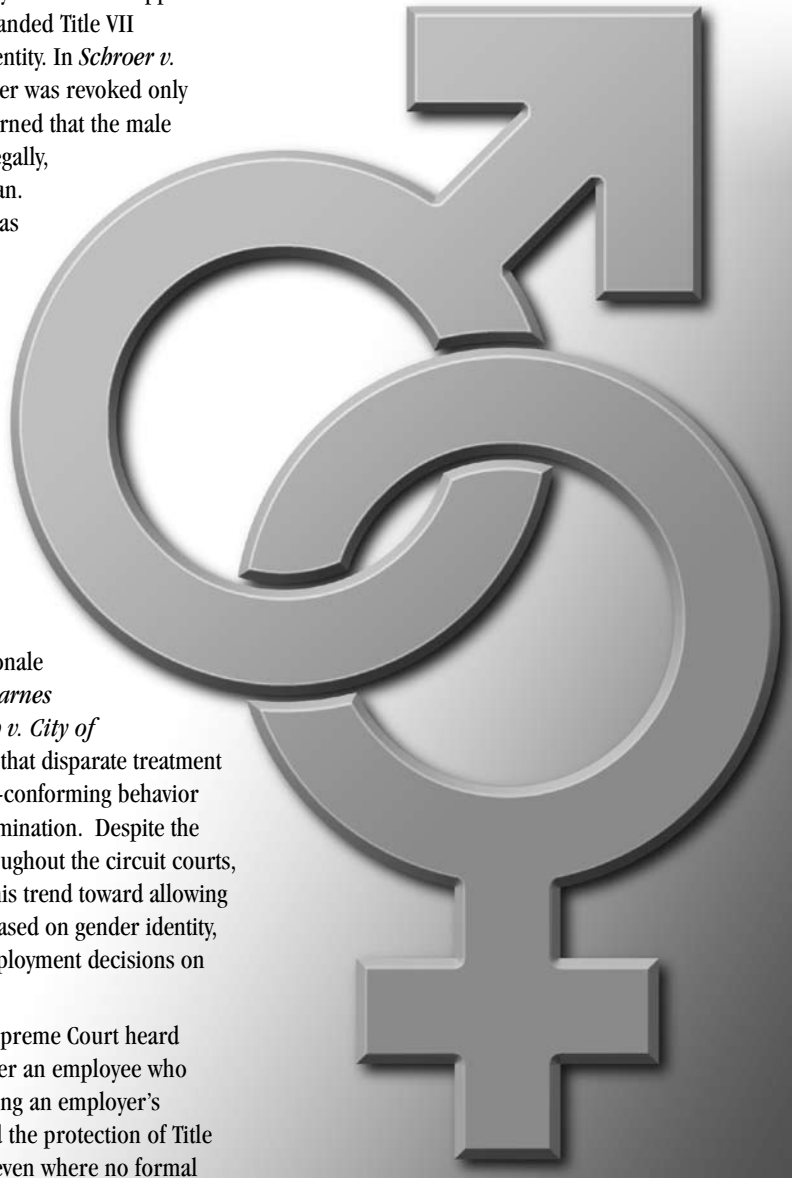 anded Title VII
entity. In Schroer v.
er was revoked only
rned that the male
egally,
an.
as
onale
arnes
v. City of
that disparate treatment
-conforming behavior
mination. Despite the
ughout the circuit courts,
his trend toward allowing
ased on gender identity,
ployment decisions on
preme Court heard
er an employee who
ing an employer's
the protection of Title
even where no formal